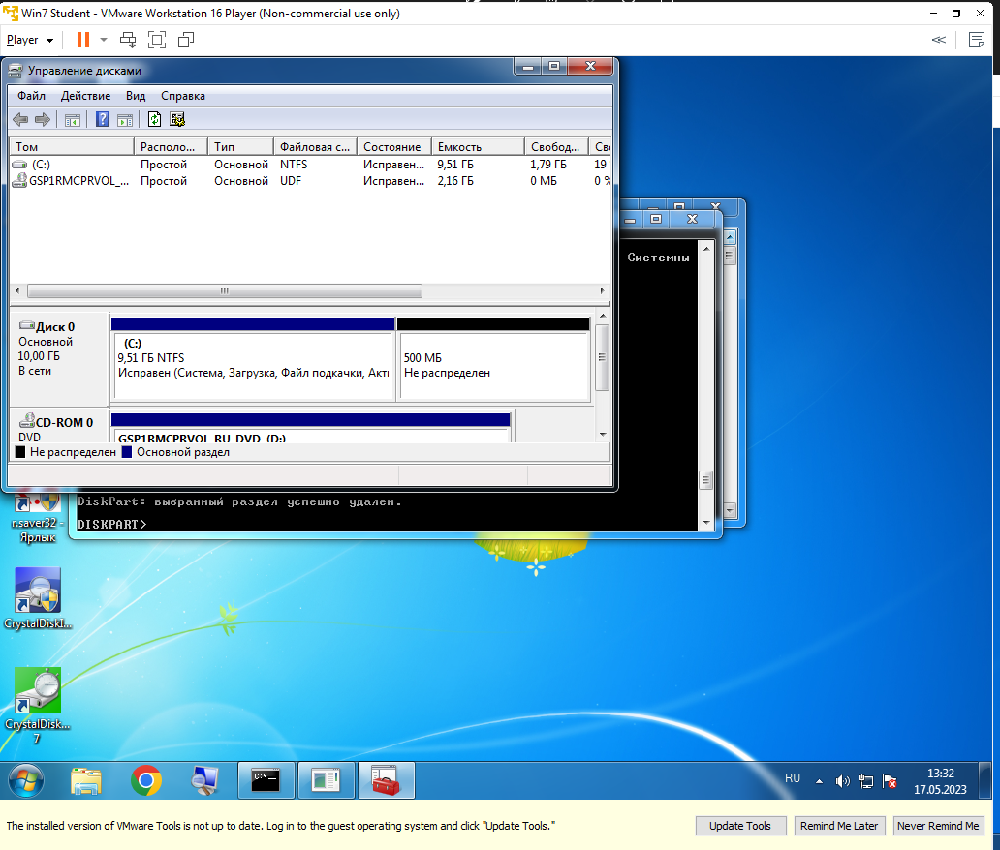 Win7 Student - VMware Workstation 16 Player (Non-commercial use only)
Player
Управление дисками
Файл Действие Вид Справка
Том Располо... Тип Файловая с... Состояние Емкость Свобод... Св
(C:) Простой Основной NTFS Исправен... 9,51 ГБ 1,79 ГБ 19
GSP1RMCPRVOL_... Простой Основной UDF Исправен... 2,16 ГБ 0 МБ 0 %
Системны
Диск 0
Основной
10,00 ГБ
В сети
(C:)
9,51 ГБ NTFS
Исправен (Система, Загрузка, Файл подкачки, Акти
500 МБ
Не распределен
CD-ROM 0
DVD
GSP1RMCPRVOL_RU_DVD (D:)
Не распределен Основной раздел
DiskPart: выбранный раздел успешно удален.
DISKPART>
r.saver32 -
Ярлык
CrystalDiskI...
CrystalDisk...
7
C:\
RU
13:32
17.05.2023
The installed version of VMware Tools is not up to date. Log in to the guest operating system and click "Update Tools."
Update Tools Remind Me Later Never Remind Me